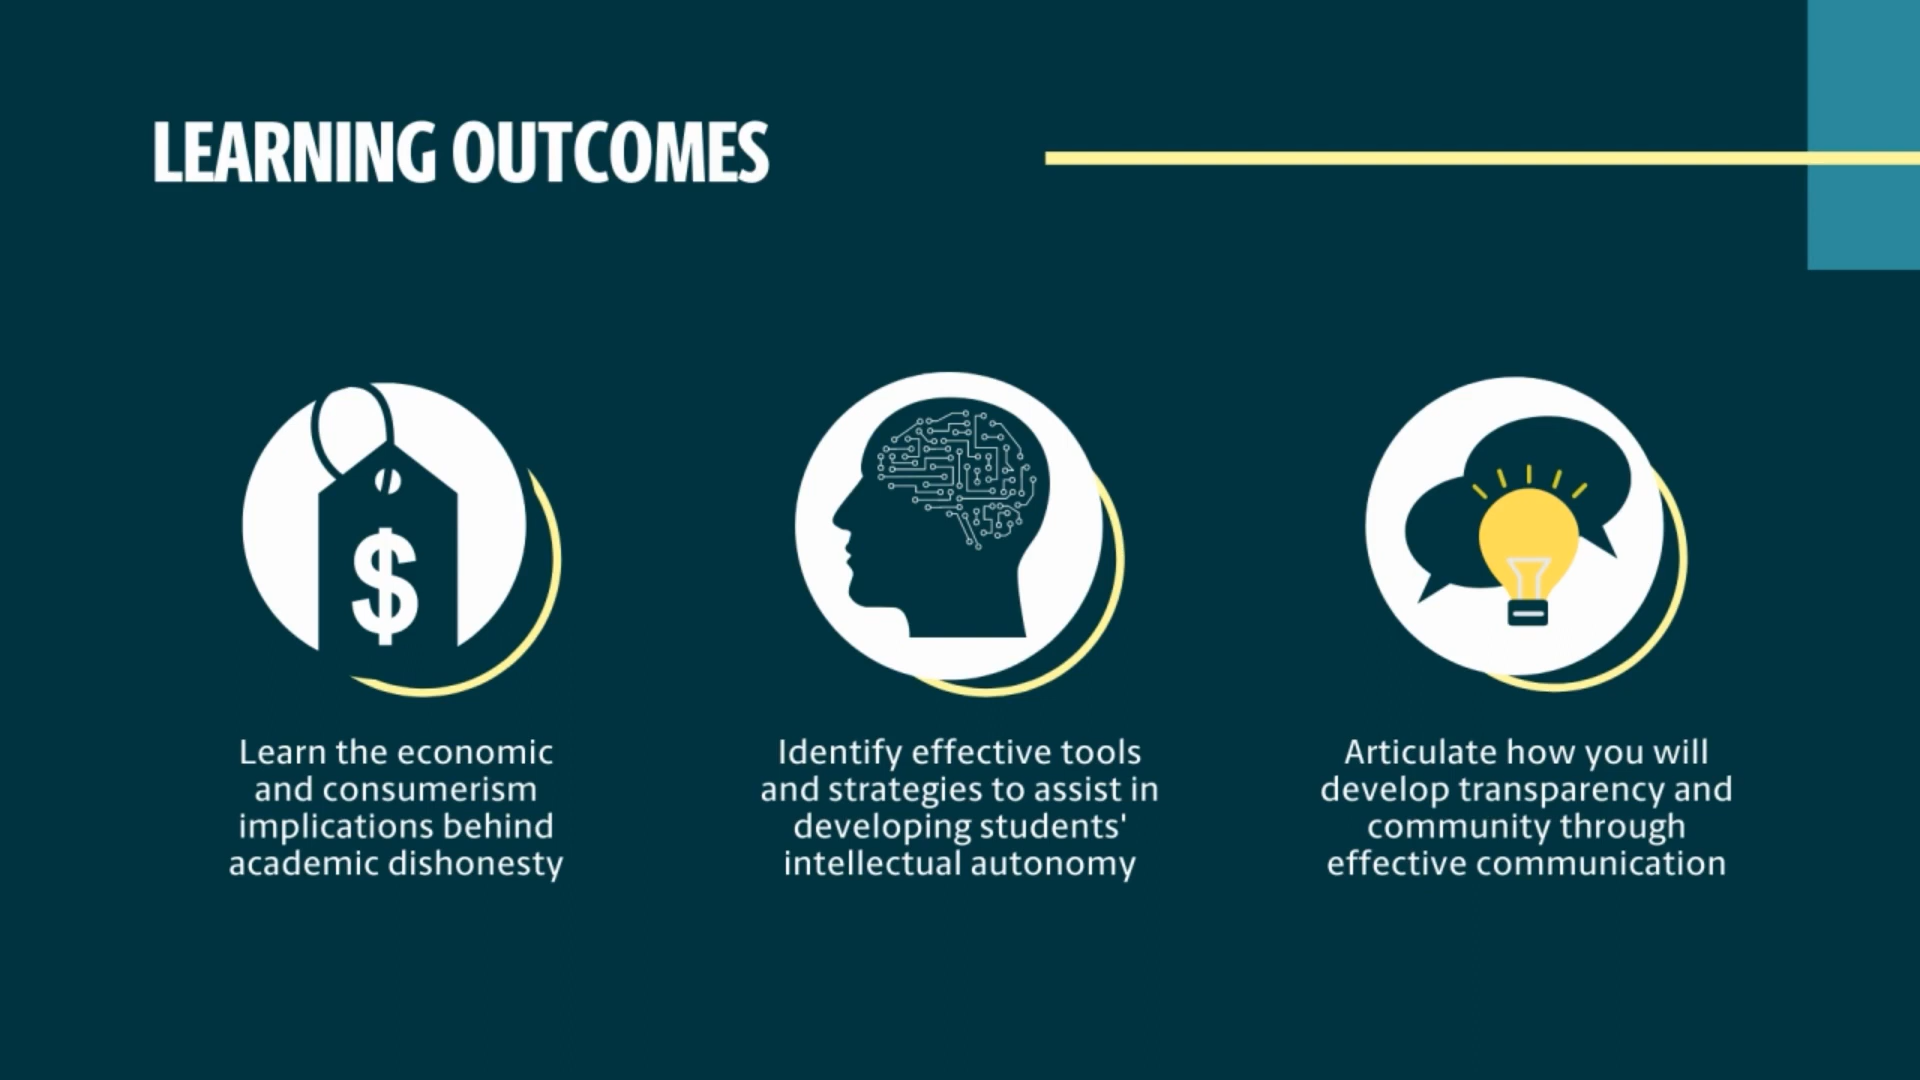 LEARNING OUTCOMES
$
Learn the economic
and consumerism
implications behind
academic dishonesty
Identify effective tools
and strategies to assist in
developing students'
intellectual autonomy
Articulate how you will
develop transparency and
community through
effective communication